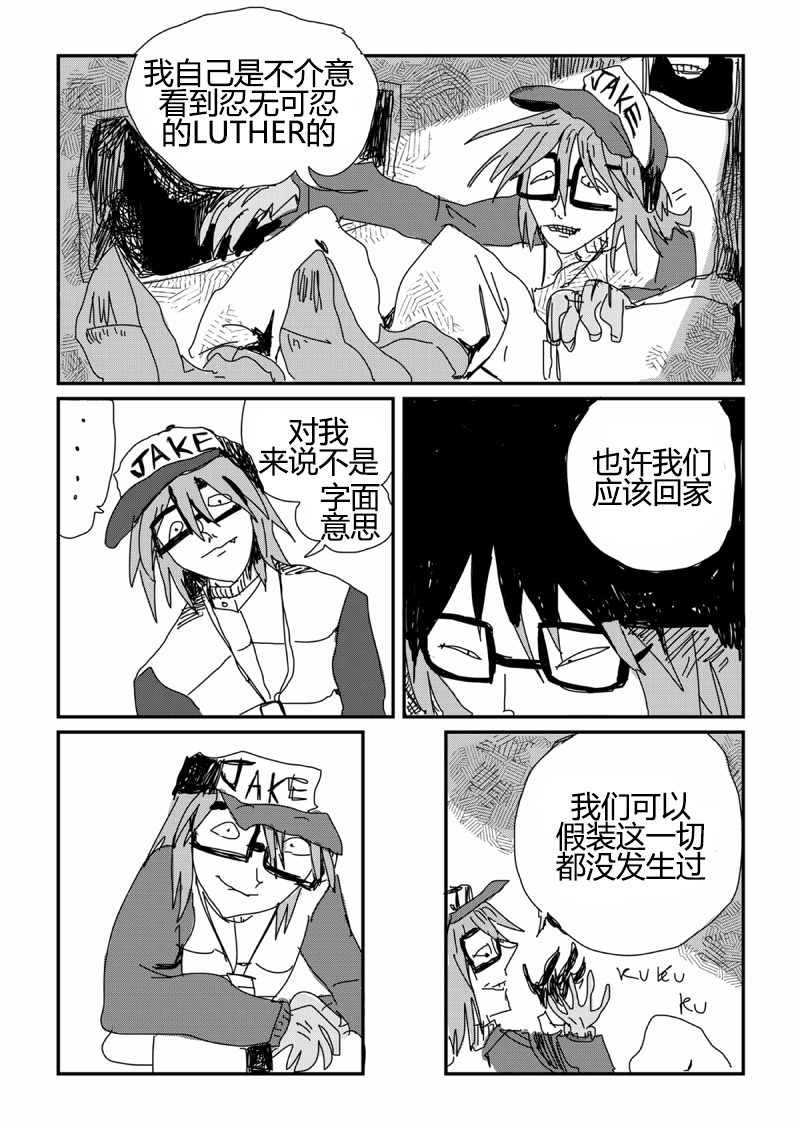 我自己是不介意
看到忍无可忍
的LUTHER的
JAKE
对我
来说不是
字面
意思
JAKE
...
也许我们
应该回家
JAKE
我们可以
假装这一切
都没发生过
KU KU
KU